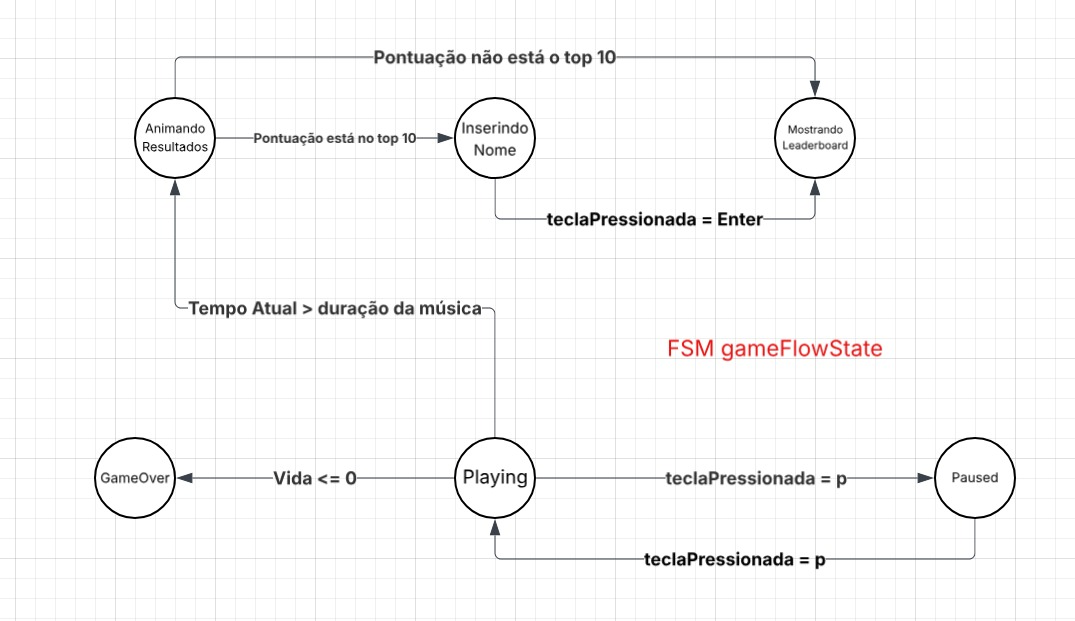 Pontuação não está o top 10
Animando
Resultados
Pontuação está no top 10
Inserindo
Nome
Mostrando
Leaderboard
teclaPressionada = Enter
Tempo Atual > duração da música
FSM gameFlowState
GameOver
Vida <= 0
Playing
teclaPressionada = p
Paused
teclaPressionada = p